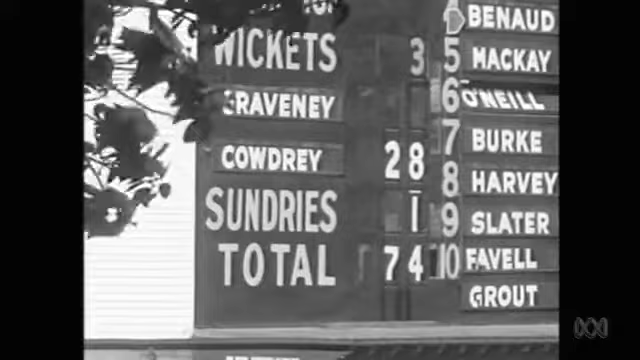 WICKETS 3
GRAVENEY
COWDREY 28
SUNDRIES 1
TOTAL 74
BENAUD
5 MACKAY
6 O'NEILL
7 BURKE
8 HARVEY
9 SLATER
10 FAVELL
GROUT